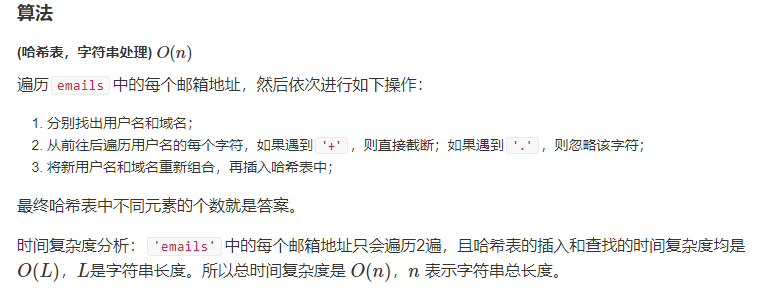 算法
(哈希表，字符串处理) O(n)
遍历 emails 中的每个邮箱地址，然后依次进行如下操作：
1. 分别找出用户名和域名；
2. 从前往后遍历用户名的每个字符，如果遇到 '+' ，则直接截断；如果遇到 '.' ，则忽略该字符；
3. 将新用户名和域名重新组合，再插入哈希表中；
最终哈希表中不同元素的个数就是答案。
时间复杂度分析： 'emails' 中的每个邮箱地址只会遍历2遍，且哈希表的插入和查找的时间复杂度均是
O(L)，L是字符串长度。所以总时间复杂度是 O(n)，n 表示字符串总长度。